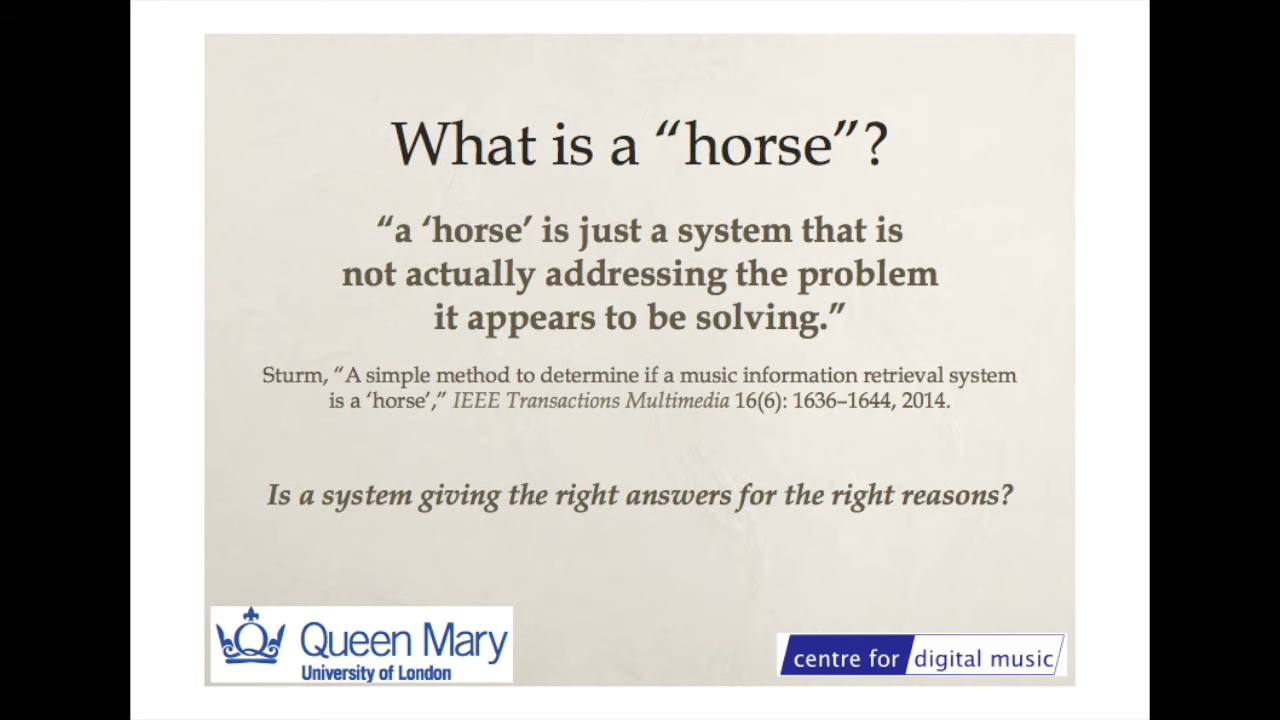 What is a “horse”?
“a ‘horse’ is just a system that is
not actually addressing the problem
it appears to be solving.”
Sturm, “A simple method to determine if a music information retrieval system
is a ‘horse’,” IEEE Transactions Multimedia 16(6): 1636–1644, 2014.
Is a system giving the right answers for the right reasons?
Queen Mary
University of London
centre for digital music